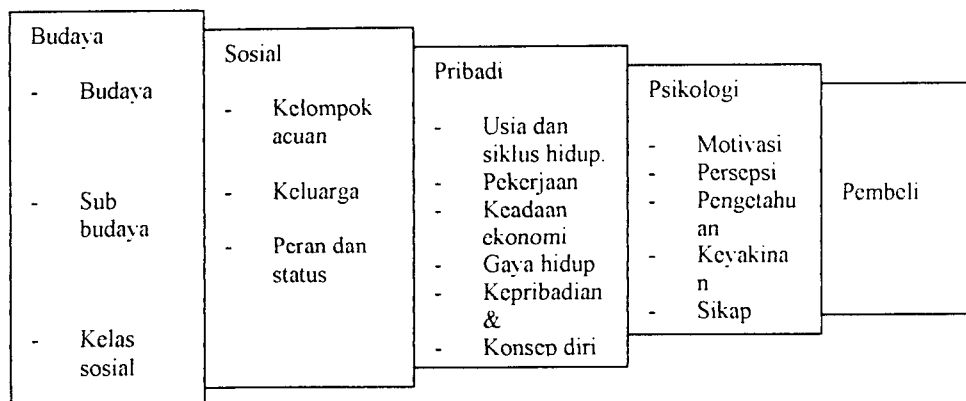 Budaya
- Budaya
- Sub
budaya
- Kelas
sosial
Sosial
- Kelompok
acuan
- Keluarga
- Peran dan
status
Pribadi
- Usia dan
siklus hidup.
- Pekerjaan
- Keadaan
ekonomi
- Gaya hidup
- Kepribadian
&
- Konsep diri
Psikologi
- Motivasi
- Persepsi
- Pengetahu
an
- Keyakina
n
- Sikap
Pembeli